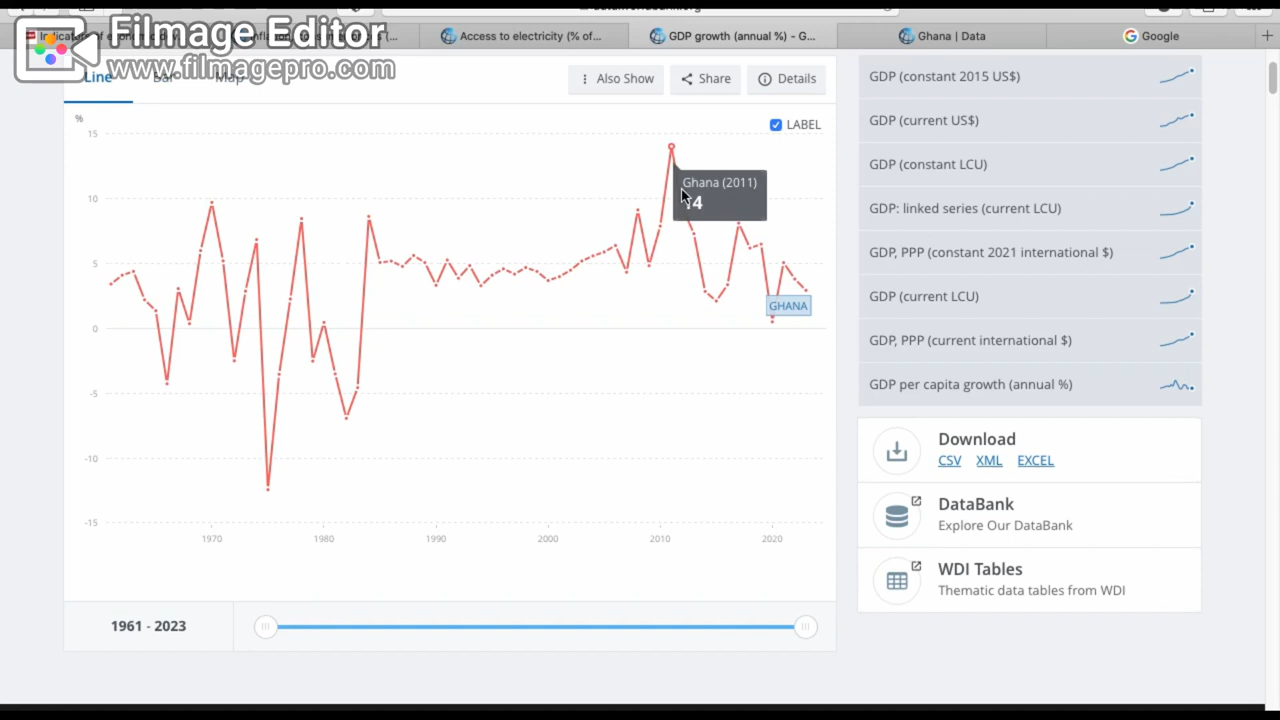 Filmage Editor
www.filmagepro.com
Access to electricity (% of...
GDP growth (annual %) - G...
Ghana | Data
Google
Line
Bar
Map
Also Show
Share
Details
%
LABEL
15
10
5
0
-5
-10
-15
Ghana (2011)
14
GHANA
1970
1980
1990
2000
2010
2020
1961 - 2023
GDP (constant 2015 US$)
GDP (current US$)
GDP (constant LCU)
GDP: linked series (current LCU)
GDP, PPP (constant 2021 international $)
GDP (current LCU)
GDP, PPP (current international $)
GDP per capita growth (annual %)
Download
CSV XML EXCEL
DataBank
Explore Our DataBank
WDI Tables
Thematic data tables from WDI